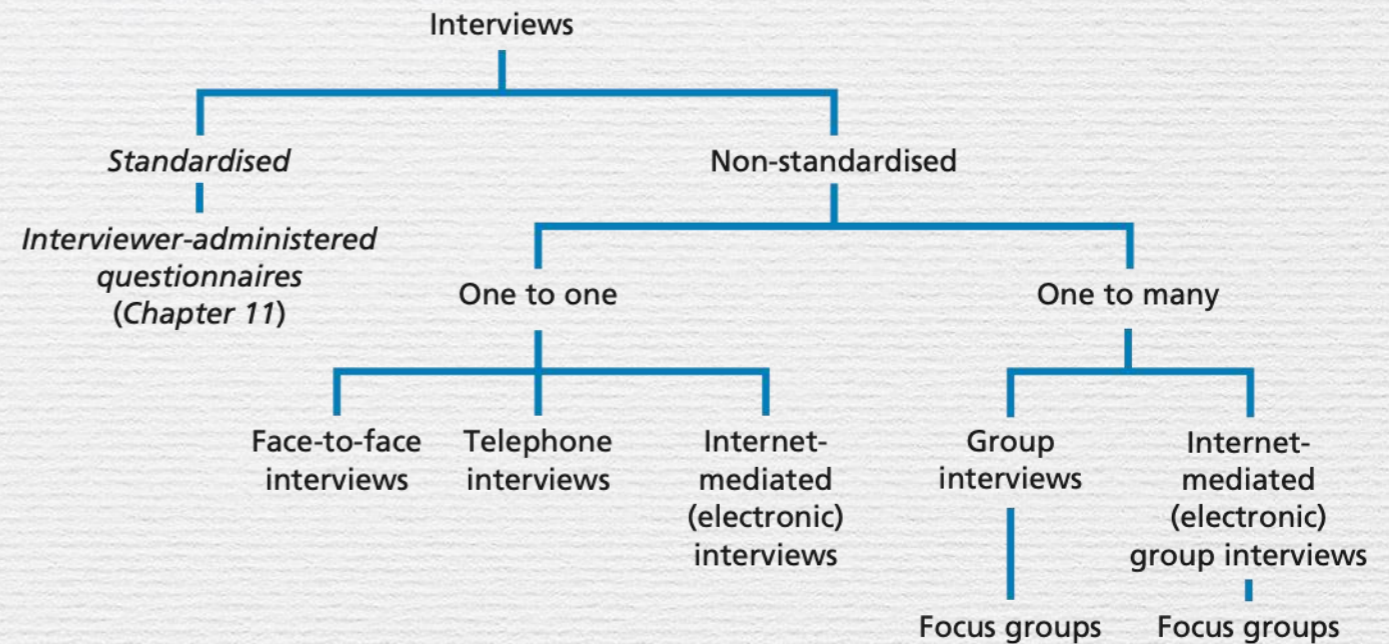 Interviews
Standardised
Non-standardised
Interviewer-administered
questionnaires
(Chapter 11)
One to one
One to many
Face-to-face
interviews
Telephone
interviews
Internet-
mediated
(electronic)
interviews
Group
interviews
Internet-
mediated
(electronic)
group interviews
Focus groups
Focus groups